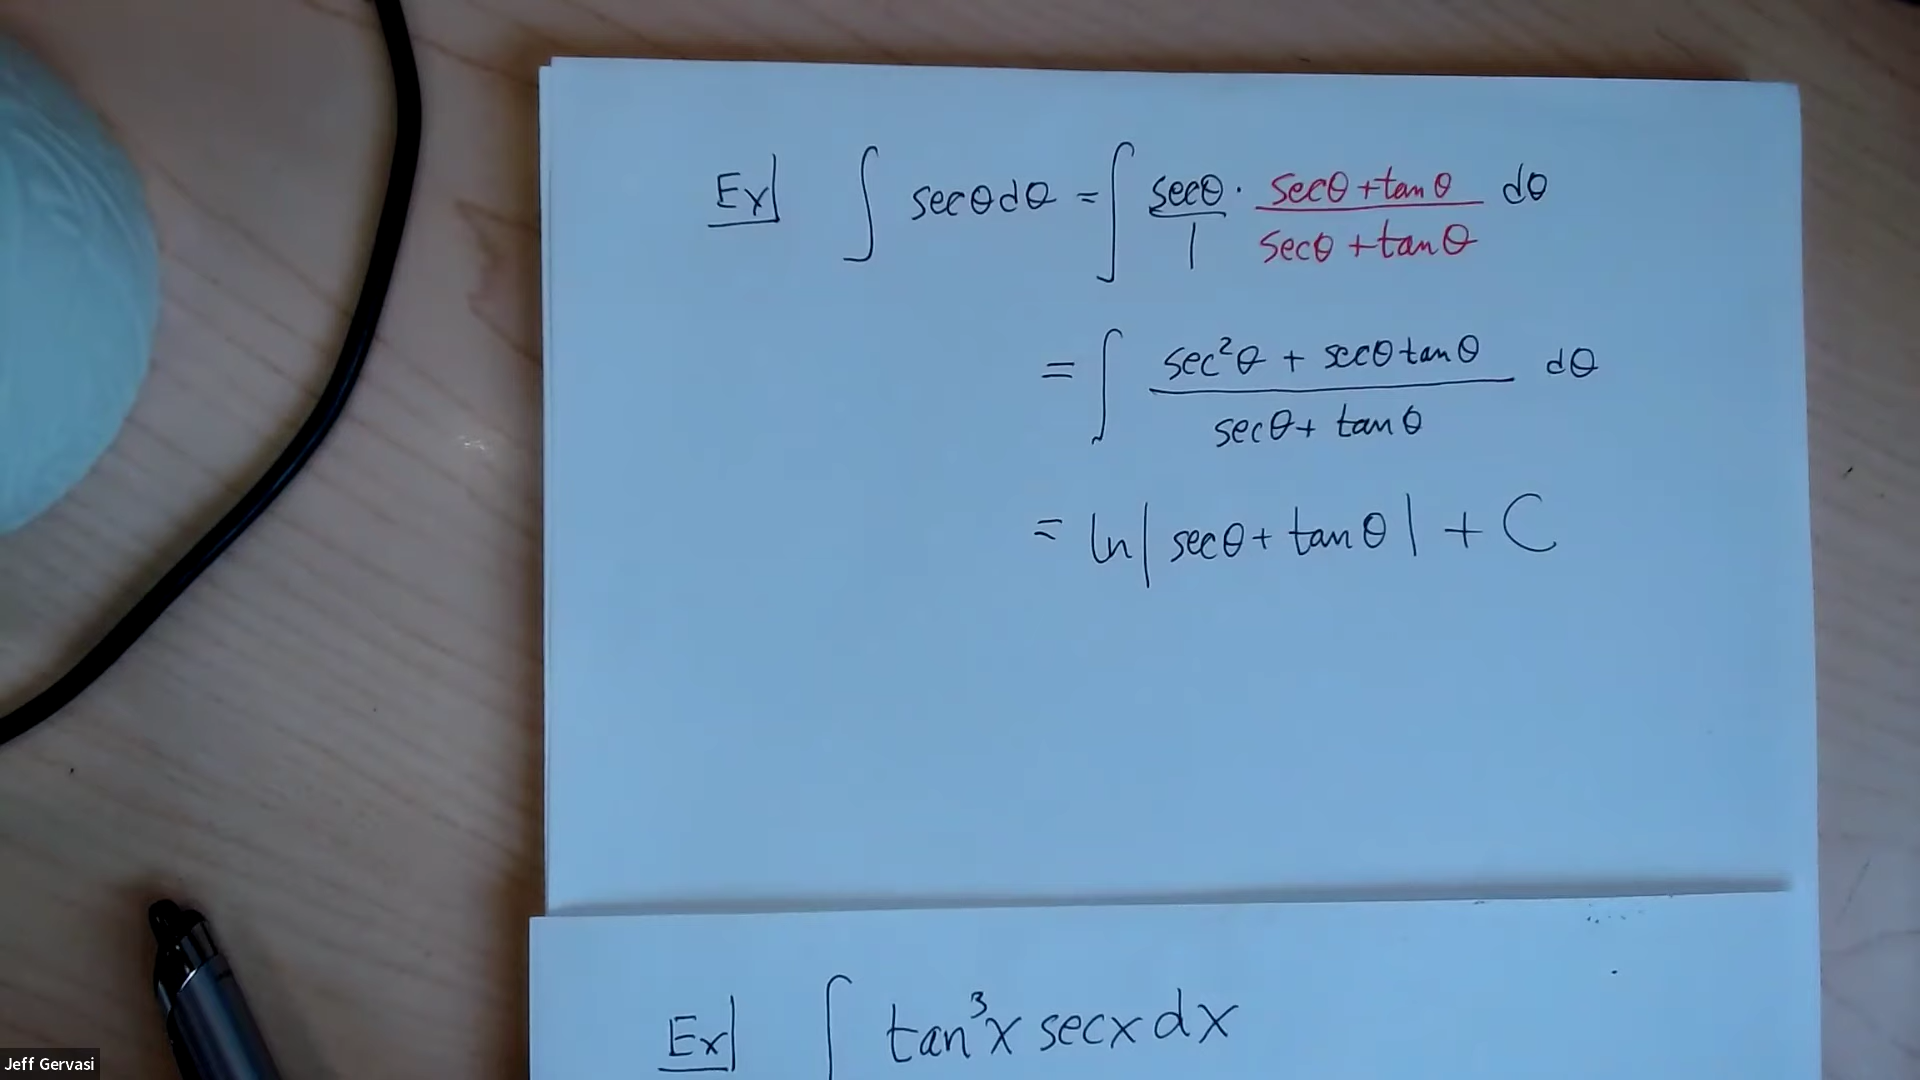 Ex ∫ secθ dθ = ∫ secθ/1 · (secθ + tanθ)/(secθ + tanθ) dθ
= ∫ (sec²θ + secθ tanθ)/(secθ + tanθ) dθ
= ln|secθ + tanθ| + C
Ex ∫ tan³x secx dx
Jeff Gervasi